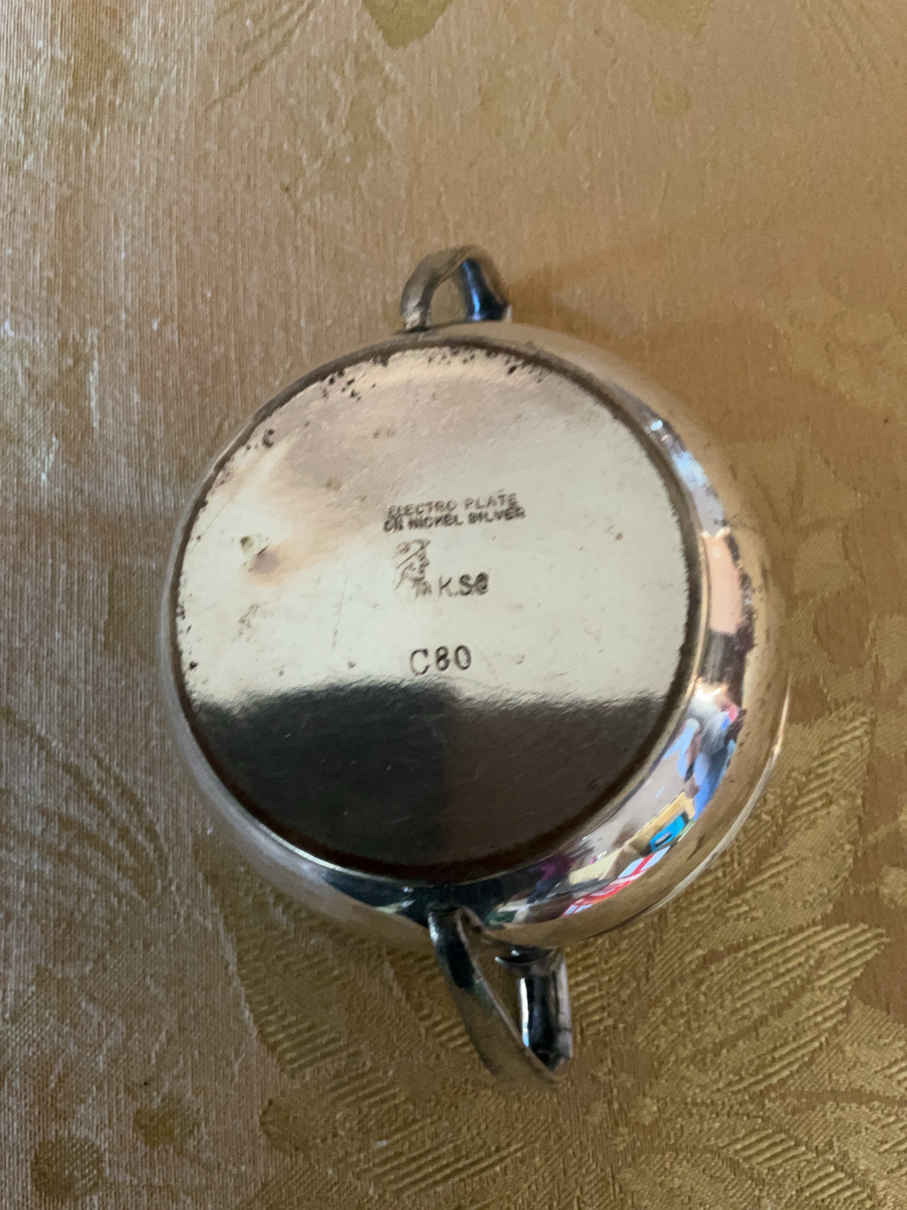 ELECTRO PLATE
ON NICKEL SILVER
K.S©
C80